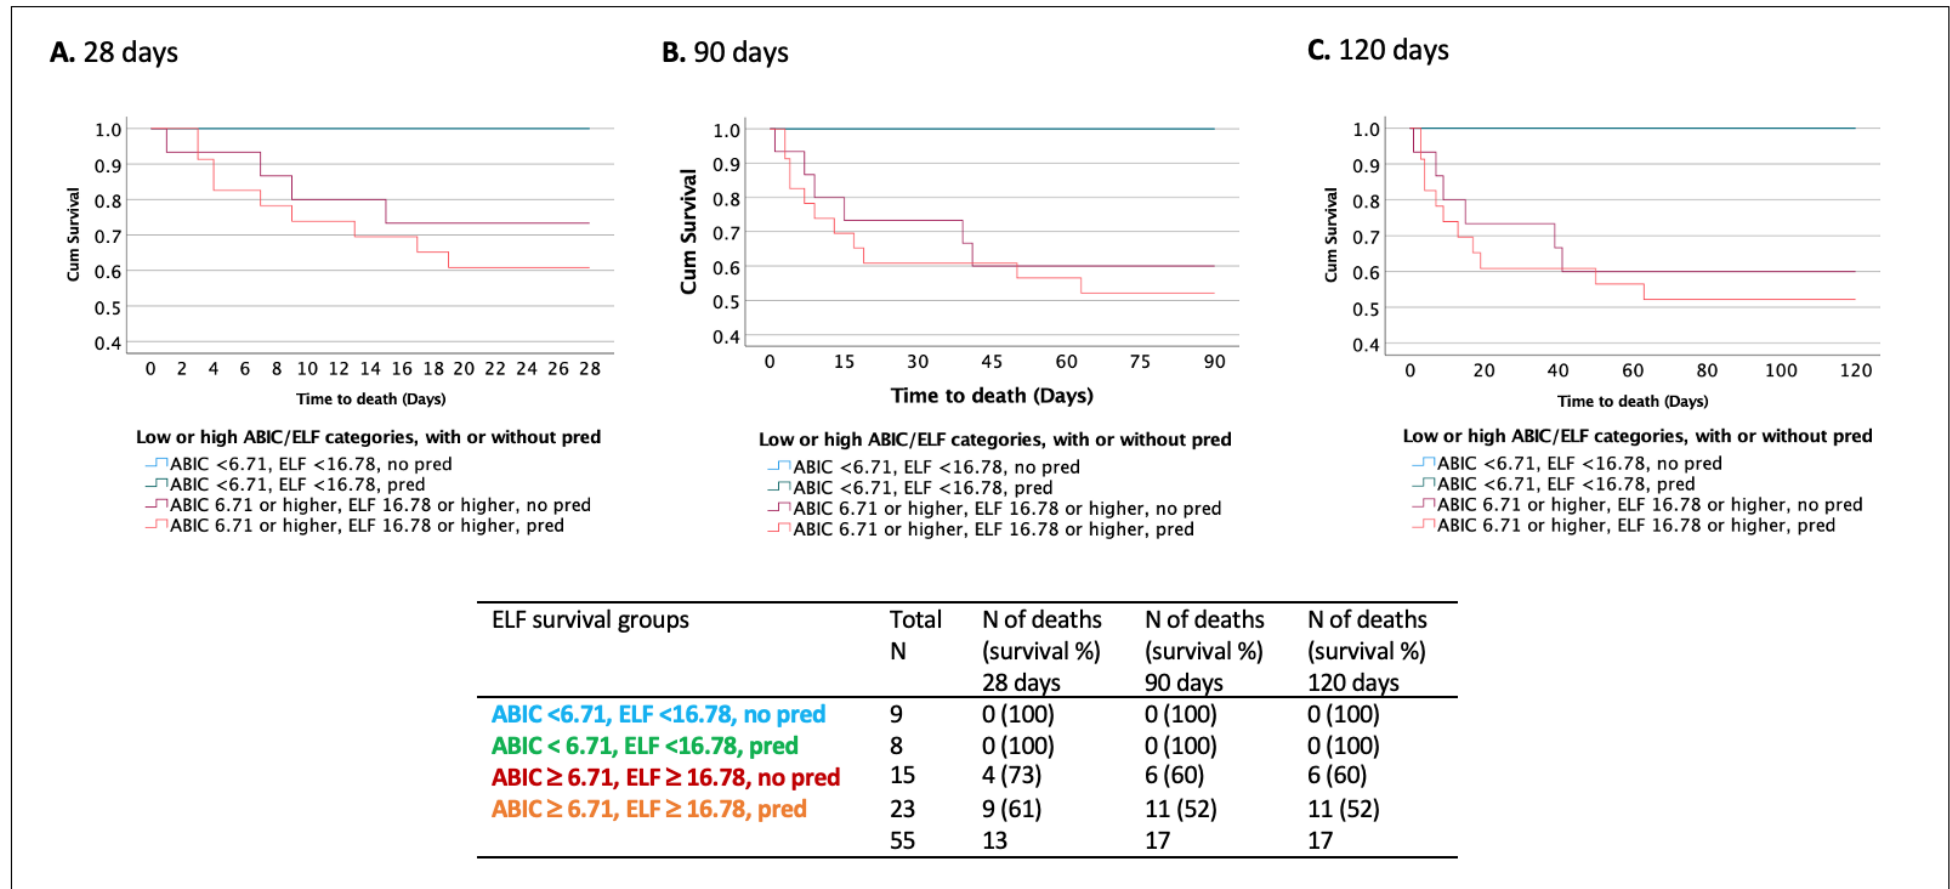 A. 28 days
1.0
0.9
0.8
0.7
0.6
0.5
0.4
Cum Survival
0 2 4 6 8 10 12 14 16 18 20 22 24 26 28
Time to death (Days)
Low or high ABIC/ELF categories, with or without pred
ABIC <6.71, ELF <16.78, no pred
ABIC <6.71, ELF <16.78, pred
ABIC 6.71 or higher, ELF 16.78 or higher, no pred
ABIC 6.71 or higher, ELF 16.78 or higher, pred
B. 90 days
1.0
0.9
0.8
0.7
0.6
0.5
0.4
Cum Survival
0 15 30 45 60 75 90
Time to death (Days)
Low or high ABIC/ELF categories, with or without pred
ABIC <6.71, ELF <16.78, no pred
ABIC <6.71, ELF <16.78, pred
ABIC 6.71 or higher, ELF 16.78 or higher, no pred
ABIC 6.71 or higher, ELF 16.78 or higher, pred
C. 120 days
1.0
0.9
0.8
0.7
0.6
0.5
0.4
Cum Survival
0 20 40 60 80 100 120
Time to death (Days)
Low or high ABIC/ELF categories, with or without pred
ABIC <6.71, ELF <16.78, no pred
ABIC <6.71, ELF <16.78, pred
ABIC 6.71 or higher, ELF 16.78 or higher, no pred
ABIC 6.71 or higher, ELF 16.78 or higher, pred
ELF survival groups Total N of deaths N of deaths N of deaths
N (survival %) (survival %) (survival %)
28 days 90 days 120 days
ABIC <6.71, ELF <16.78, no pred 9 0 (100) 0 (100) 0 (100)
ABIC < 6.71, ELF <16.78, pred 8 0 (100) 0 (100) 0 (100)
ABIC ≥ 6.71, ELF ≥ 16.78, no pred 15 4 (73) 6 (60) 6 (60)
ABIC ≥ 6.71, ELF ≥ 16.78, pred 23 9 (61) 11 (52) 11 (52)
55 13 17 17